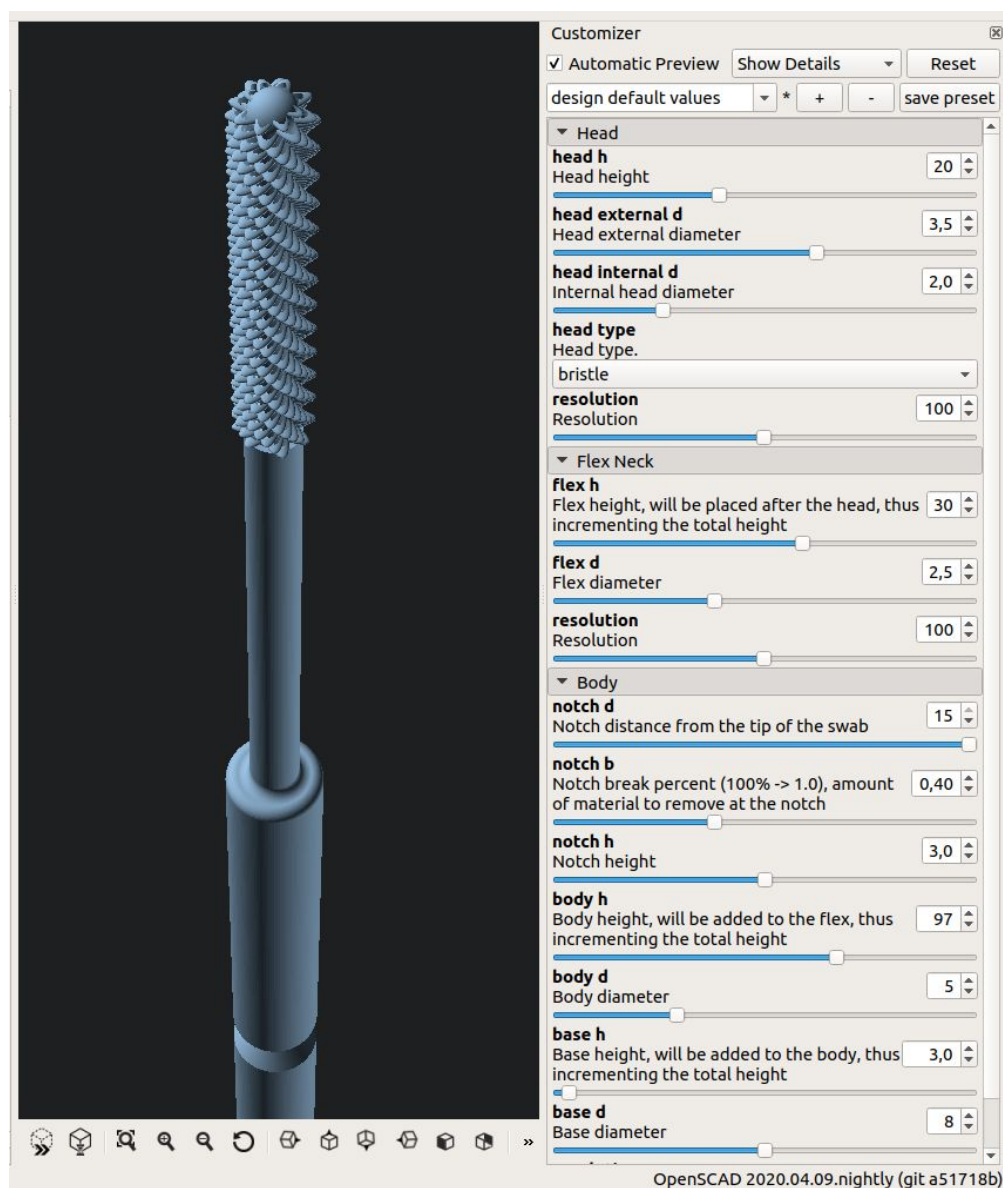 Customizer
Automatic Preview Show Details Reset
design default values * + - save preset
Head
head h
Head height 20
head external d
Head external diameter 3,5
head internal d
Internal head diameter 2,0
head type
Head type.
bristle
resolution
Resolution 100
Flex Neck
flex h
Flex height, will be placed after the head, thus 30
incrementing the total height
flex d
Flex diameter 2,5
resolution
Resolution 100
Body
notch d
Notch distance from the tip of the swab 15
notch b
Notch break percent (100% -> 1.0), amount 0,40
of material to remove at the notch
notch h
Notch height 3,0
body h
Body height, will be added to the flex, thus 97
incrementing the total height
body d
Body diameter 5
base h
Base height, will be added to the body, thus 3,0
incrementing the total height
base d
Base diameter 8
»
OpenSCAD 2020.04.09.nightly (git a51718b)